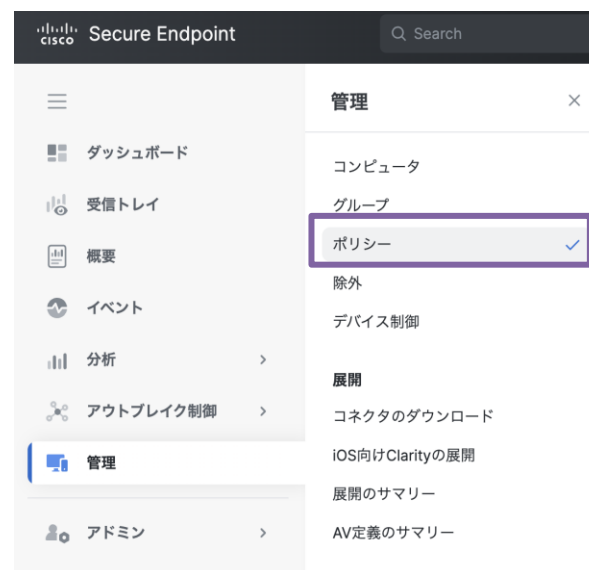 cisco Secure Endpoint
Search
ダッシュボード
受信トレイ
概要
イベント
分析
アウトブレイク制御
管理
アドミン
管理
コンピュータ
グループ
ポリシー
除外
デバイス制御
展開
コネクタのダウンロード
iOS向けClarityの展開
展開のサマリー
AV定義のサマリー